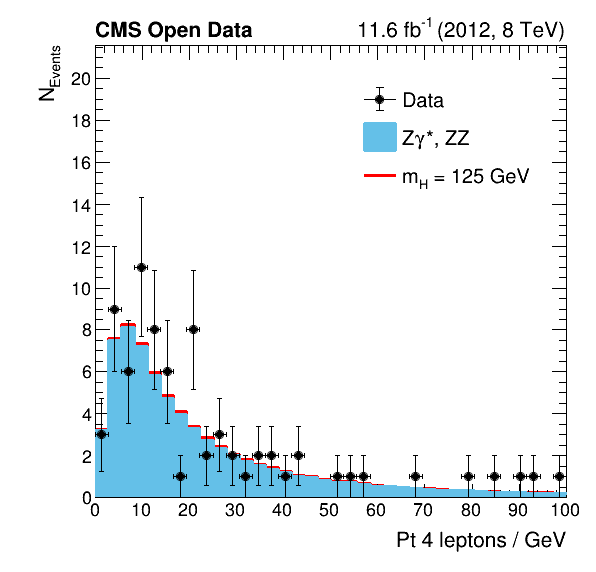 CMS Open Data 11.6 fb⁻¹ (2012, 8 TeV)
N_Events
20
18
16
14
12
10
8
6
4
2
0
Data
Zγ*, ZZ
m_H = 125 GeV
0 10 20 30 40 50 60 70 80 90 100
Pt 4 leptons / GeV